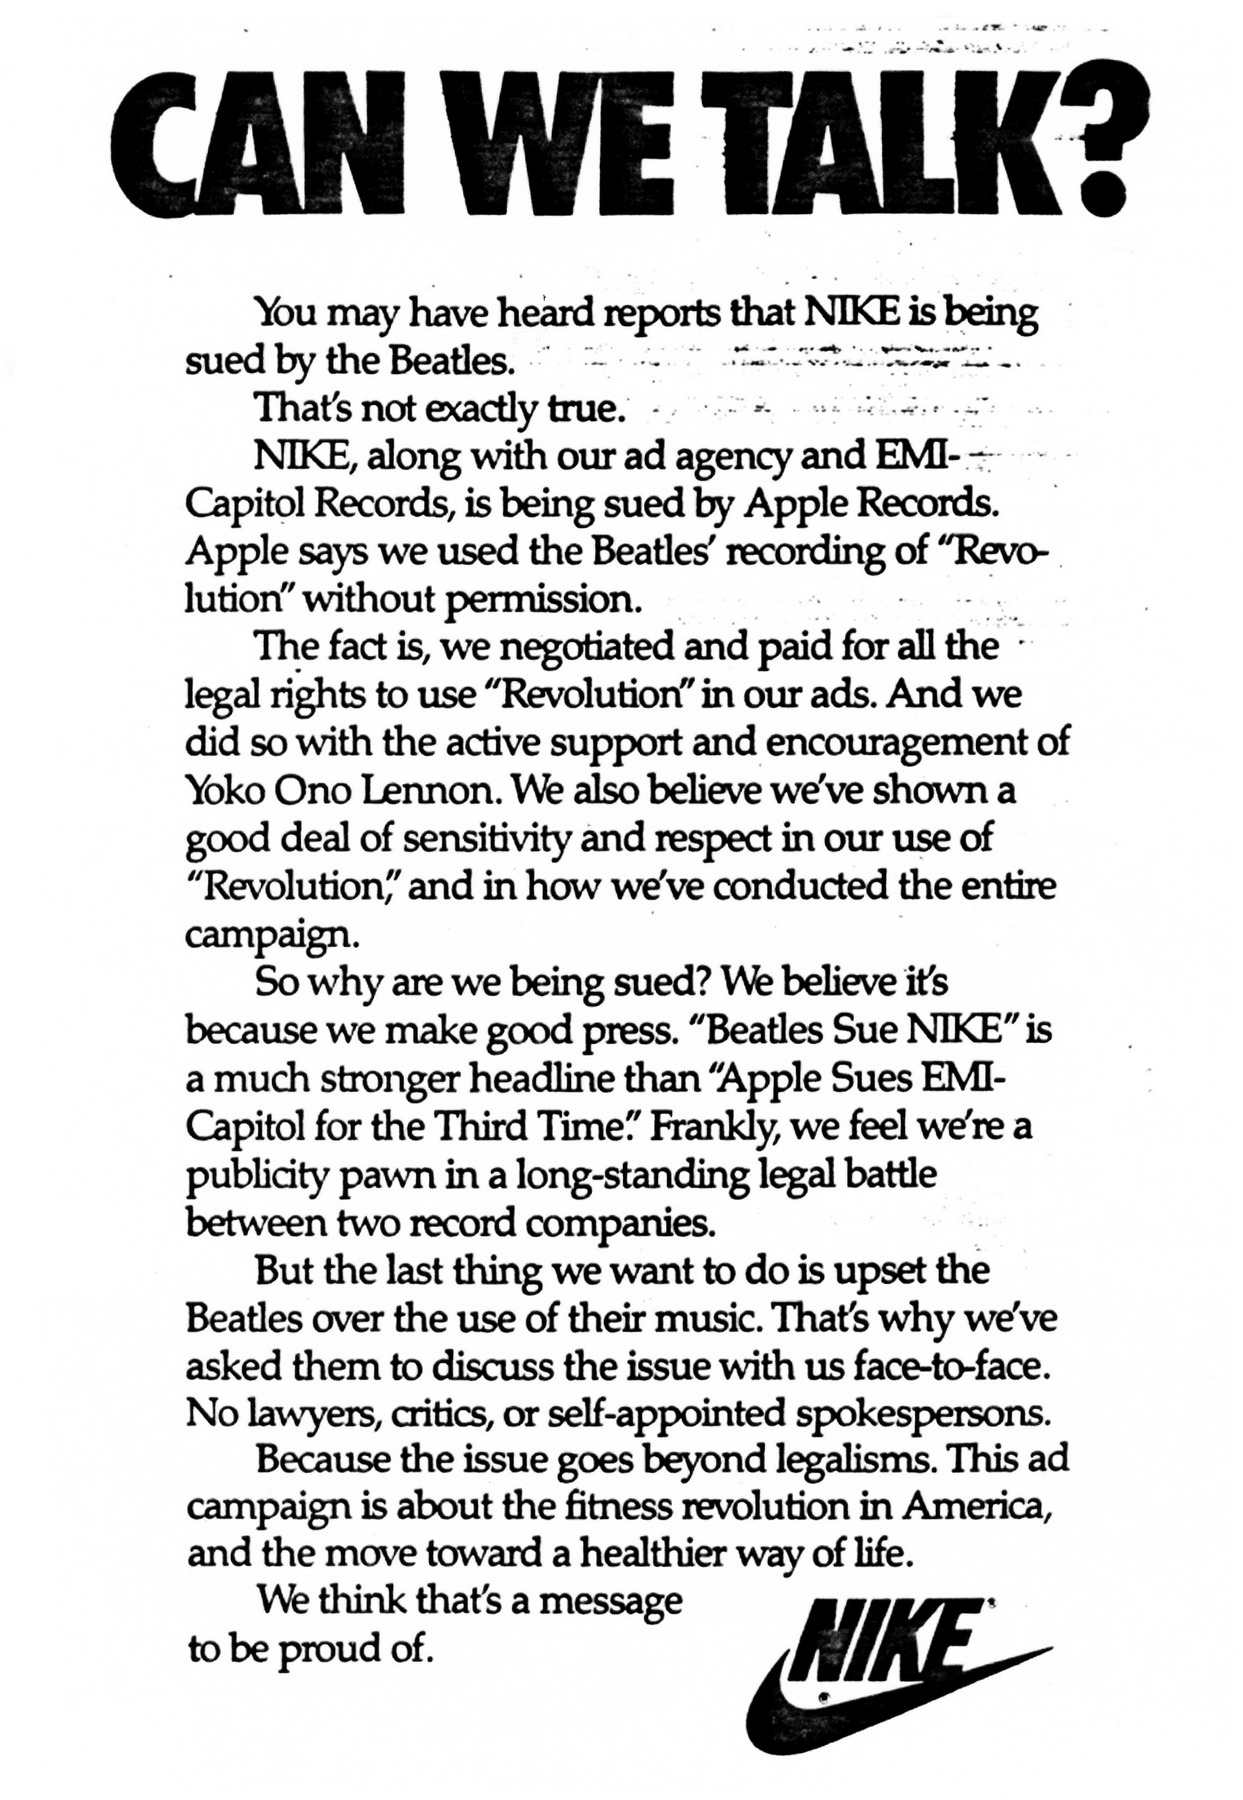 CAN WE TALK?
You may have heard reports that NIKE is being
sued by the Beatles.
That's not exactly true.
NIKE, along with our ad agency and EMI-
Capitol Records, is being sued by Apple Records.
Apple says we used the Beatles' recording of "Revo-
lution" without permission.
The fact is, we negotiated and paid for all the
legal rights to use "Revolution" in our ads. And we
did so with the active support and encouragement of
Yoko Ono Lennon. We also believe we've shown a
good deal of sensitivity and respect in our use of
"Revolution," and in how we've conducted the entire
campaign.
So why are we being sued? We believe it's
because we make good press. "Beatles Sue NIKE" is
a much stronger headline than "Apple Sues EMI-
Capitol for the Third Time." Frankly, we feel we're a
publicity pawn in a long-standing legal battle
between two record companies.
But the last thing we want to do is upset the
Beatles over the use of their music. That's why we've
asked them to discuss the issue with us face-to-face.
No lawyers, critics, or self-appointed spokespersons.
Because the issue goes beyond legalisms. This ad
campaign is about the fitness revolution in America,
and the move toward a healthier way of life.
We think that's a message
to be proud of.
NIKE